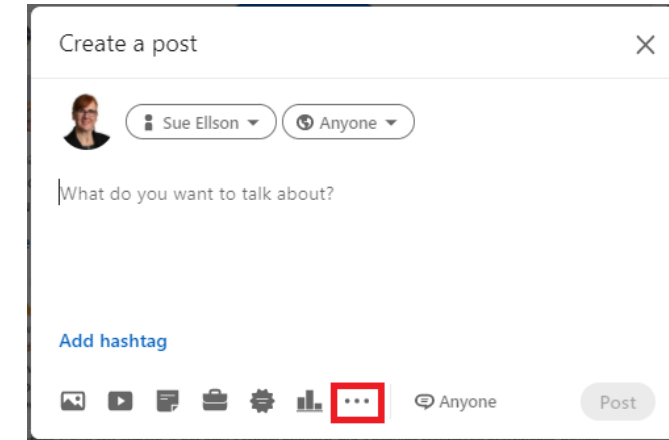 Create a post
Sue Ellson
Anyone
What do you want to talk about?
Add hashtag
Anyone
Post